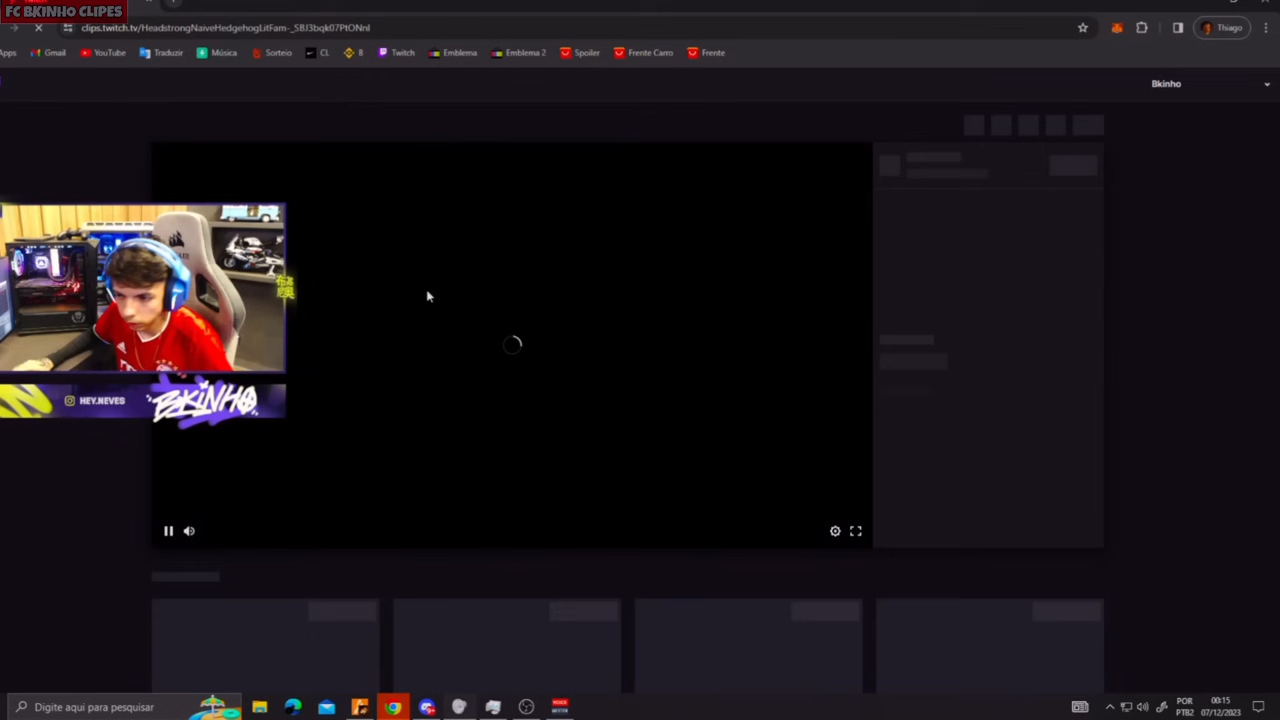 FC BKINHO CLIPES
clips.twitch.tv/HeadstrongNaiveHedgehogLitFam-_SBJ3bqk07PtONnI
Thiago
Apps Gmail YouTube Traduzir Música Sorteio CL 8 Twitch Emblema Emblema 2 Spoiler Frente Carro Frente
Bkinho
HEY.NEVES
BKINHO
Digite aqui para pesquisar
POR
PTB2
00:15
07/12/2023